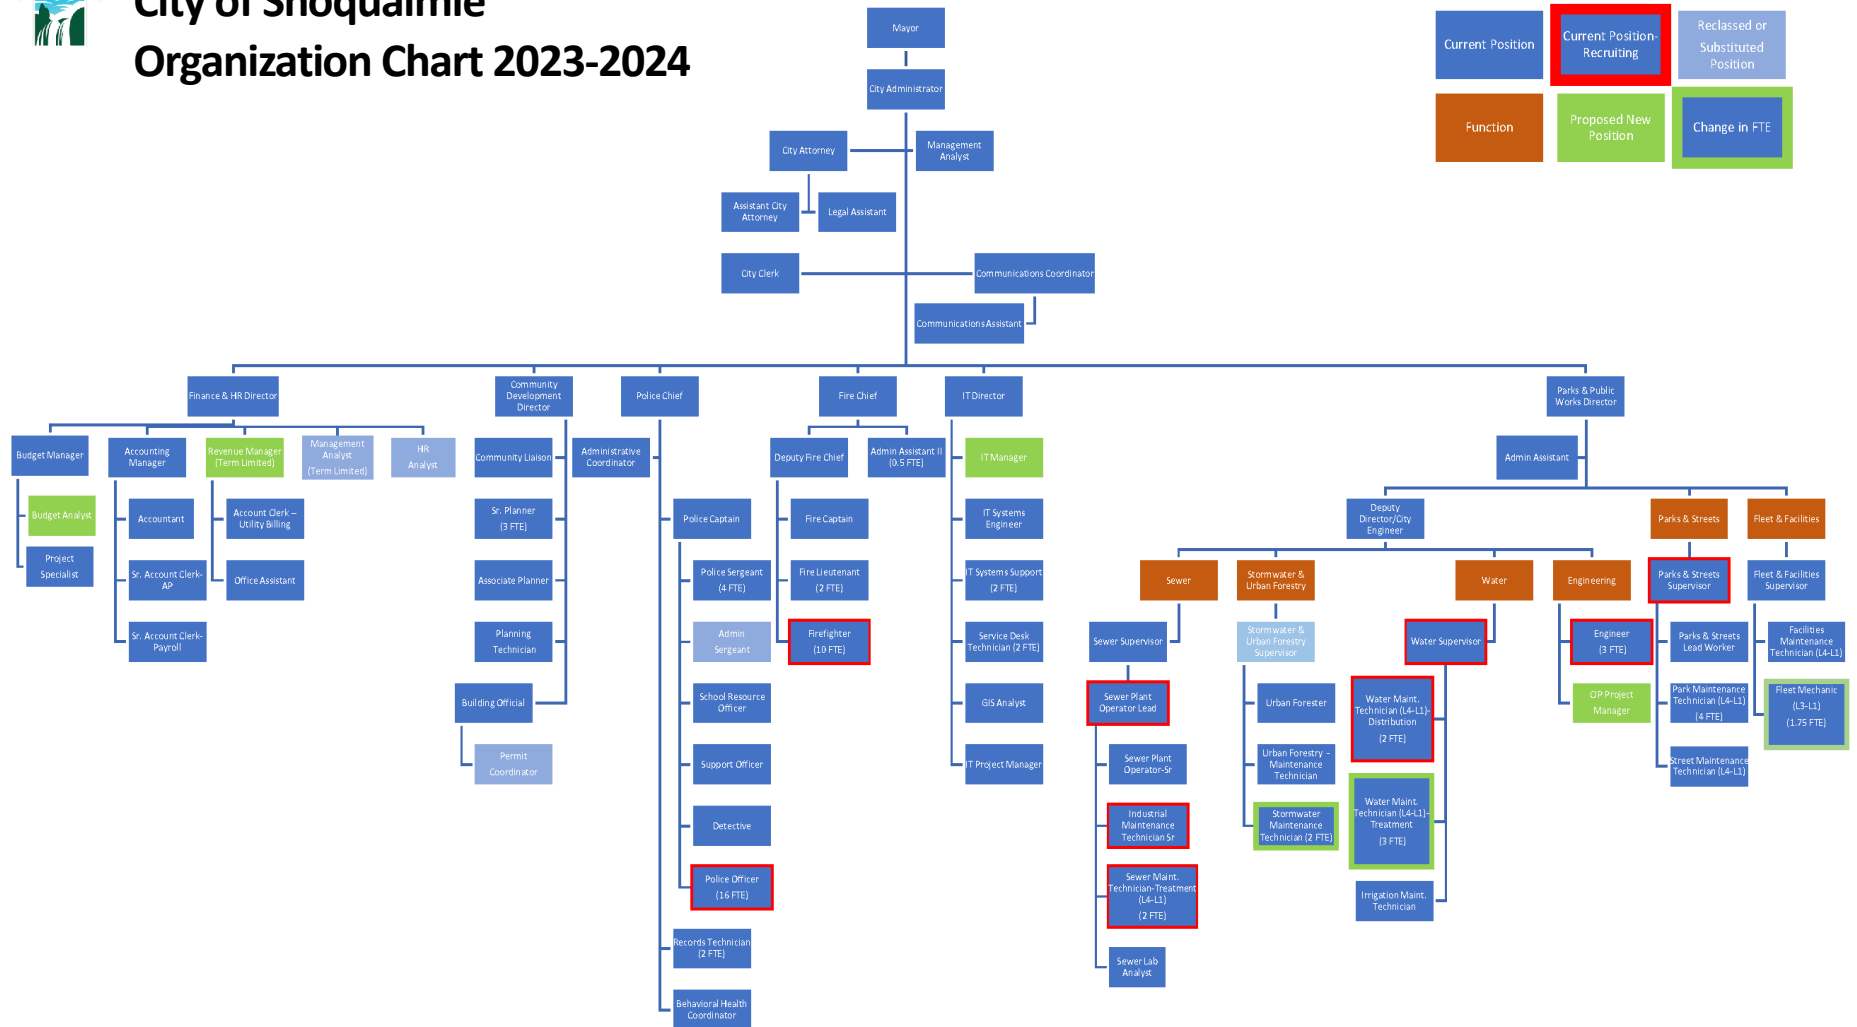 City of Snoqualmie
Organization Chart 2023-2024
Current Position
Current Position-
Recruiting
Reclassed or
Substituted
Position
Function
Proposed New
Position
Change in FTE
Mayor
City Administrator
City Attorney
Management
Analyst
Assistant City
Attorney
Legal Assistant
City Clerk
Communications Coordinator
Communications Assistant
Finance & HR Director
Community
Development
Director
Police Chief
Fire Chief
IT Director
Parks & Public
Works Director
Budget Manager
Budget Analyst
Project
Specialist
Accounting
Manager
Accountant
Sr. Account Clerk-
AP
Sr. Account Clerk-
Payroll
Revenue Manager
(Term Limited)
Account Clerk –
Utility Billing
Office Assistant
Management
Analyst
(Term Limited)
HR
Analyst
Community Liaison
Sr. Planner
(3 FTE)
Associate Planner
Planning
Technician
Building Official
Permit
Coordinator
Administrative
Coordinator
Police Captain
Police Sergeant
(4 FTE)
Admin
Sergeant
School Resource
Officer
Support Officer
Detective
Police Officer
(16 FTE)
Records Technician
(2 FTE)
Behavioral Health
Coordinator
Deputy Fire Chief
Admin Assistant II
(0.5 FTE)
Fire Captain
Fire Lieutenant
(2 FTE)
Firefighter
(10 FTE)
IT Manager
IT Systems
Engineer
IT Systems Support
(2 FTE)
Service Desk
Technician (2 FTE)
GIS Analyst
IT Project Manager
Admin Assistant
Deputy
Director/City
Engineer
Parks & Streets
Fleet & Facilities
Sewer
Stormwater &
Urban Forestry
Water
Engineering
Parks & Streets
Supervisor
Fleet & Facilities
Supervisor
Sewer Supervisor
Sewer Plant
Operator Lead
Sewer Plant
Operator-Sr
Industrial
Maintenance
Technician Sr
Sewer Maint.
Technician-Treatment
(L4-L1)
(2 FTE)
Sewer Lab
Analyst
Stormwater &
Urban Forestry
Supervisor
Urban Forester
Urban Forestry -
Maintenance
Technician
Stormwater
Maintenance
Technician (2 FTE)
Water Supervisor
Water Maint.
Technician (L4-L1)-
Distribution
(2 FTE)
Water Maint.
Technician (L4-L1)-
Treatment
(3 FTE)
Irrigation Maint.
Technician
Engineer
(3 FTE)
CIP Project
Manager
Parks & Streets
Lead Worker
Park Maintenance
Technician (L4-L1)
(4 FTE)
Street Maintenance
Technician (L4-L1)
Facilities
Maintenance
Technician (L4-L1)
Fleet Mechanic
(L3-L1)
(1.75 FTE)